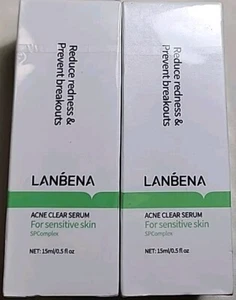 Reduce redness &
Prevent breakouts
LANBENA
ACNE CLEAR SERUM
For sensitive skin
SPComplex
NET: 15ml/0.5 fl oz
Reduce redness &
Prevent breakouts
LANBENA
ACNE CLEAR SERUM
For sensitive skin
SPComplex
NET: 15ml/0.5 fl oz